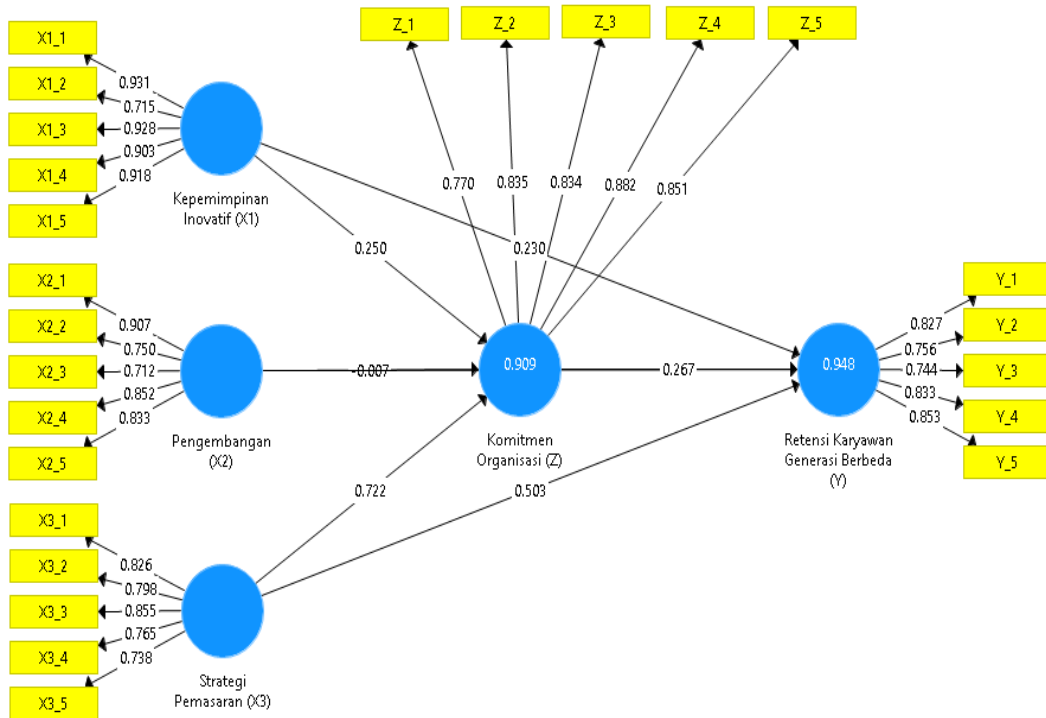 Z_1
Z_2
Z_3
Z_4
Z_5
X1_1
X1_2
X1_3
X1_4
X1_5
0.931
0.715
0.928
0.903
0.918
Kepemimpinan
Inovatif (X1)
0.770
0.835
0.834
0.882
0.851
0.250
0.230
X2_1
X2_2
X2_3
X2_4
X2_5
0.907
0.750
0.712
0.852
0.833
Pengembangan
(X2)
-0.007
0.909
Komitmen
Organisasi (Z)
0.267
0.948
Retensi Karyawan
Generasi Berbeda
(Y)
0.827
0.756
0.744
0.833
0.853
Y_1
Y_2
Y_3
Y_4
Y_5
0.722
0.503
X3_1
X3_2
X3_3
X3_4
X3_5
0.826
0.798
0.855
0.765
0.738
Strategi
Pemasaran (X3)